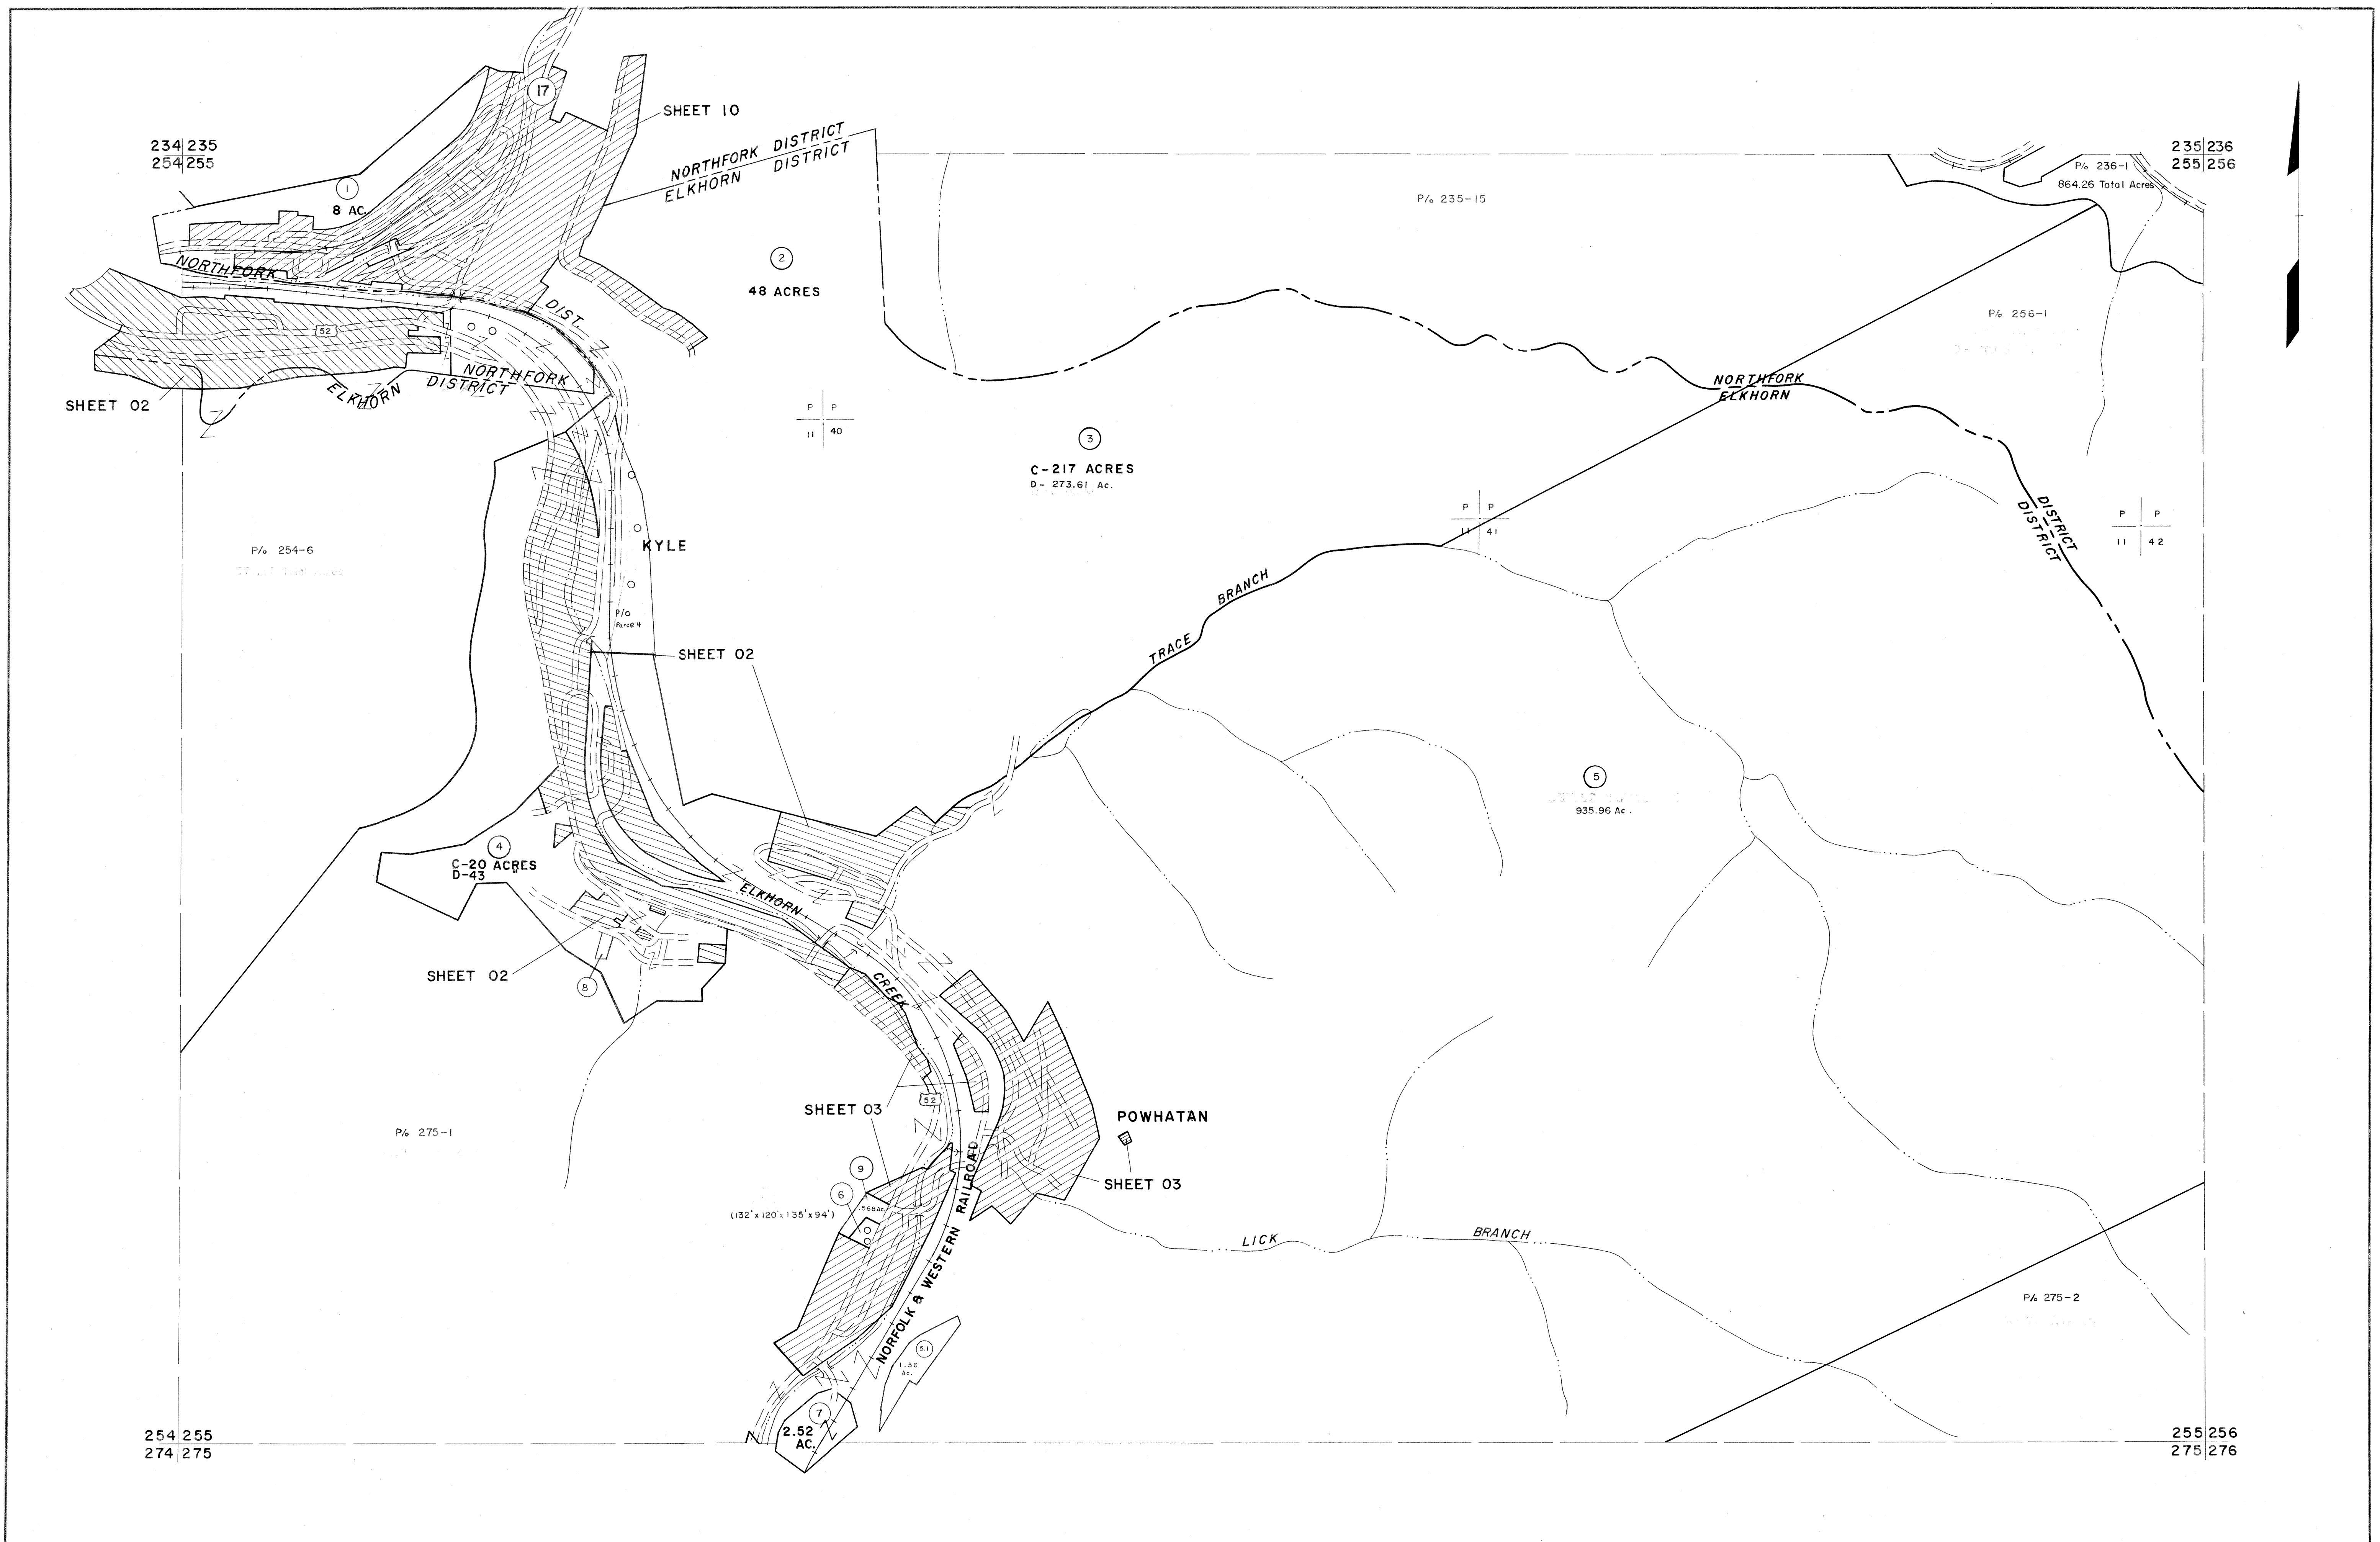 17
SHEET 10
NORTHFORK DISTRICT
ELKHORN DISTRICT
234 235
254 255
235 236
255 256
P/o 236-1
864.26 Total Acres
1
8 AC.
P/o 235-15
2
48 ACRES
NORTHFORK
DIST.
52
P/o 256-1
NORTHFORK
DISTRICT
ELKHORN
SHEET 02
NORTHFORK
ELKHORN
P P
11 40
3
C-217 ACRES
D- 273.61 Ac.
P P
11 41
DISTRICT
DISTRICT
P P
11 42
KYLE
P/o 254-6
BRANCH
TRACE
P/o
Parcel 4
SHEET 02
5
935.96 Ac.
4
C-20 ACRES
D-43 "
ELKHORN
CREEK
SHEET 02
8
52
SHEET 03
POWHATAN
P/o 275-1
SHEET 03
9
6
.568 Ac.
(132'x120'x135'x94')
NORFOLK & WESTERN RAILROAD
LICK BRANCH
P/o 275-2
5.1
1.56
Ac.
7
2.52
AC.
254 255
274 275
255 256
275 276